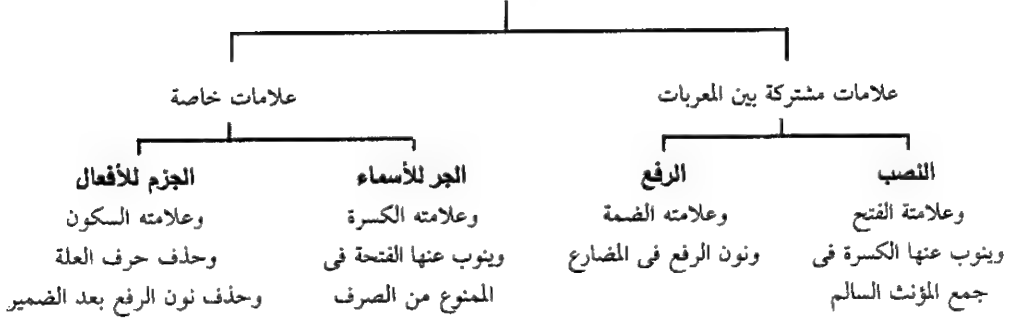 علامات مشتركة بين المعربات
علامات خاصة
النصب
وعلامتة الفتح
وينوب عنها الكسرة فى
جمع المؤنث السالم
الرفع
وعلامته الضمة
ونون الرفع فى المضارع
الجر للأسماء
وعلامته الكسرة
وينوب عنها الفتحة فى
الممنوع من الصرف
الجزم للأفعال
وعلامته السكون
وحذف حرف العلة
وحذف نون الرفع بعد الضمير